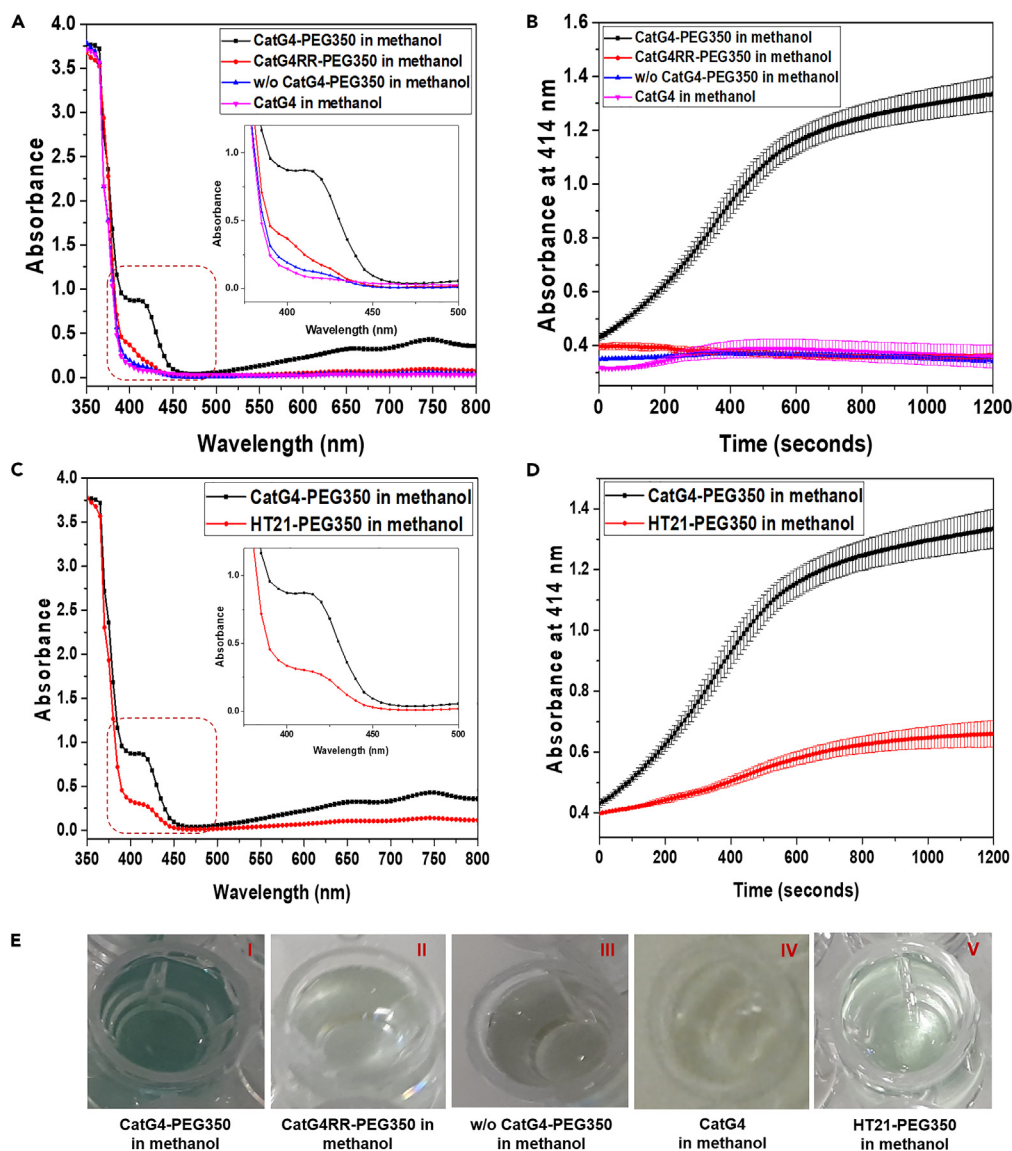 A
4.0
3.5
3.0
2.5
2.0
1.5
1.0
0.5
0.0
Absorbance
CatG4-PEG350 in methanol
CatG4RR-PEG350 in methanol
w/o CatG4-PEG350 in methanol
CatG4 in methanol
1.0
0.5
0.0
Absorbance
400 450 500
Wavelength (nm)
350 400 450 500 550 600 650 700 750 800
Wavelength (nm)
B
1.6
1.4
1.2
1.0
0.8
0.6
0.4
0.2
Absorbance at 414 nm
CatG4-PEG350 in methanol
CatG4RR-PEG350 in methanol
w/o CatG4-PEG350 in methanol
CatG4 in methanol
0 200 400 600 800 1000 1200
Time (seconds)
C
4.0
3.5
3.0
2.5
2.0
1.5
1.0
0.5
0.0
Absorbance
CatG4-PEG350 in methanol
HT21-PEG350 in methanol
1.0
0.5
0.0
Absorbance
400 450 500
Wavelength (nm)
350 400 450 500 550 600 650 700 750 800
Wavelength (nm)
D
1.4
1.2
1.0
0.8
0.6
0.4
Absorbance at 414 nm
CatG4-PEG350 in methanol
HT21-PEG350 in methanol
0 200 400 600 800 1000 1200
Time (seconds)
E
I
II
III
IV
V
CatG4-PEG350
in methanol
CatG4RR-PEG350 in
methanol
w/o CatG4-PEG350
in methanol
CatG4
in methanol
HT21-PEG350
in methanol